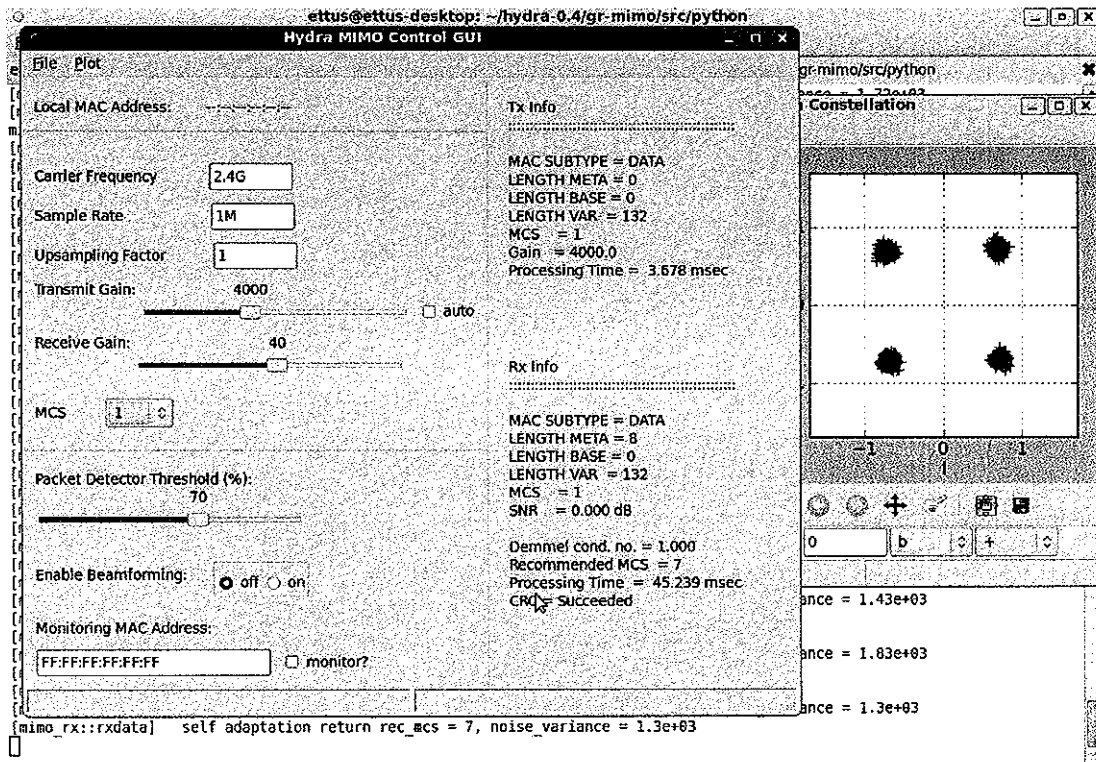 ettus@ettus-desktop: ~/hydra-0.4/gr-mimo/src/python
Hydra MIMO Control GUI
File Plot
gr-mimo/src/python
Local MAC Address: --:--:--:--:--:--
Constellation
Carrier Frequency 2.4G
Sample Rate 1M
Upsampling Factor 1
Transmit Gain: 4000
auto
Receive Gain: 40
MCS 1
Packet Detector Threshold (%):
70
Enable Beamforming: off on
Monitoring MAC Address:
FF:FF:FF:FF:FF:FF monitor?
Tx Info
MAC SUBTYPE = DATA
LENGTH META = 0
LENGTH BASE = 0
LENGTH VAR = 132
MCS = 1
Gain = 4000.0
Processing Time = 3.678 msec
Rx Info
MAC SUBTYPE = DATA
LENGTH META = 8
LENGTH BASE = 0
LENGTH VAR = 132
MCS = 1
SNR = 0.000 dB
Demmel cond. no. = 1.000
Recommended MCS = 7
Processing Time = 45.239 msec
CRC = Succeeded
−1 0 1
I
0 b +
ance = 1.43e+03
ance = 1.83e+03
ance = 1.3e+03
[mimo_rx::rxdata] self adaptation return rec_mcs = 7, noise_variance = 1.3e+03